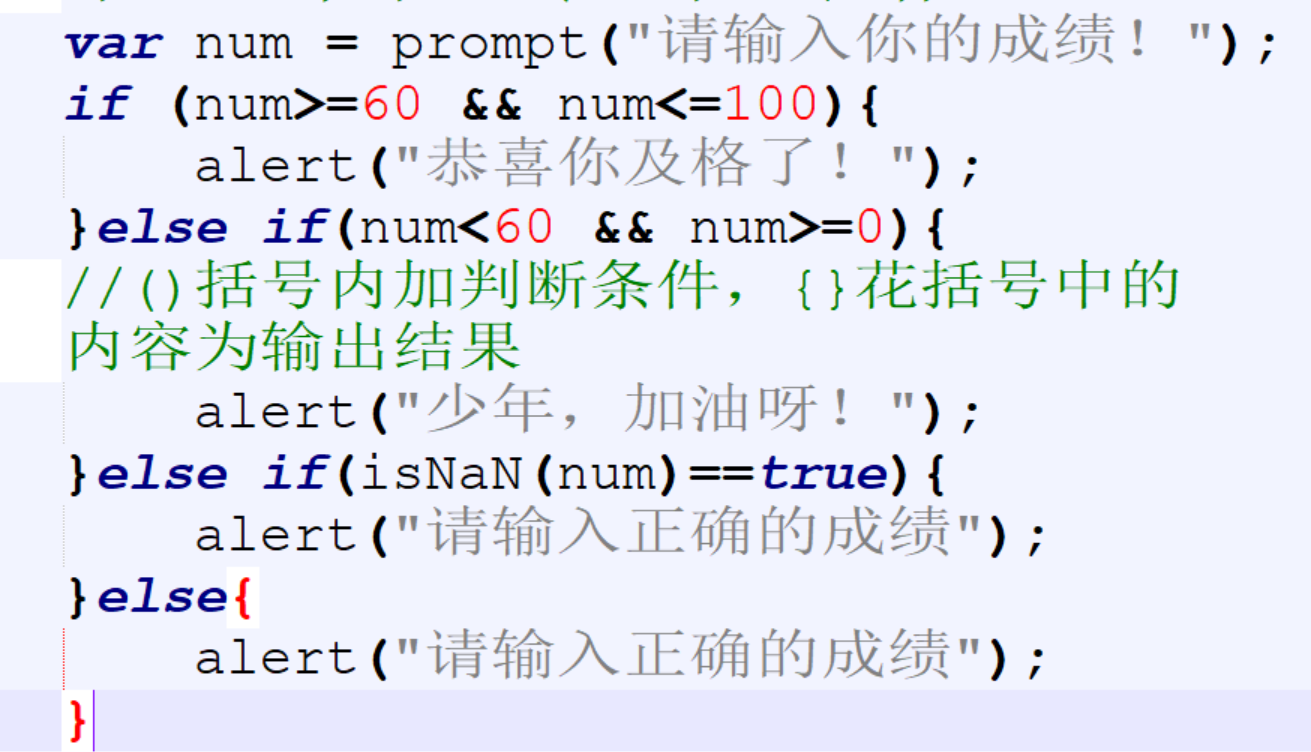 var num = prompt("请输入你的成绩！");
if (num>=60 && num<=100){
    alert("恭喜你及格了！");
}else if(num<60 && num>=0){
//()括号内加判断条件，{}花括号中的
内容为输出结果
    alert("少年，加油呀！");
}else if(isNaN(num)==true){
    alert("请输入正确的成绩");
}else{
    alert("请输入正确的成绩");
}